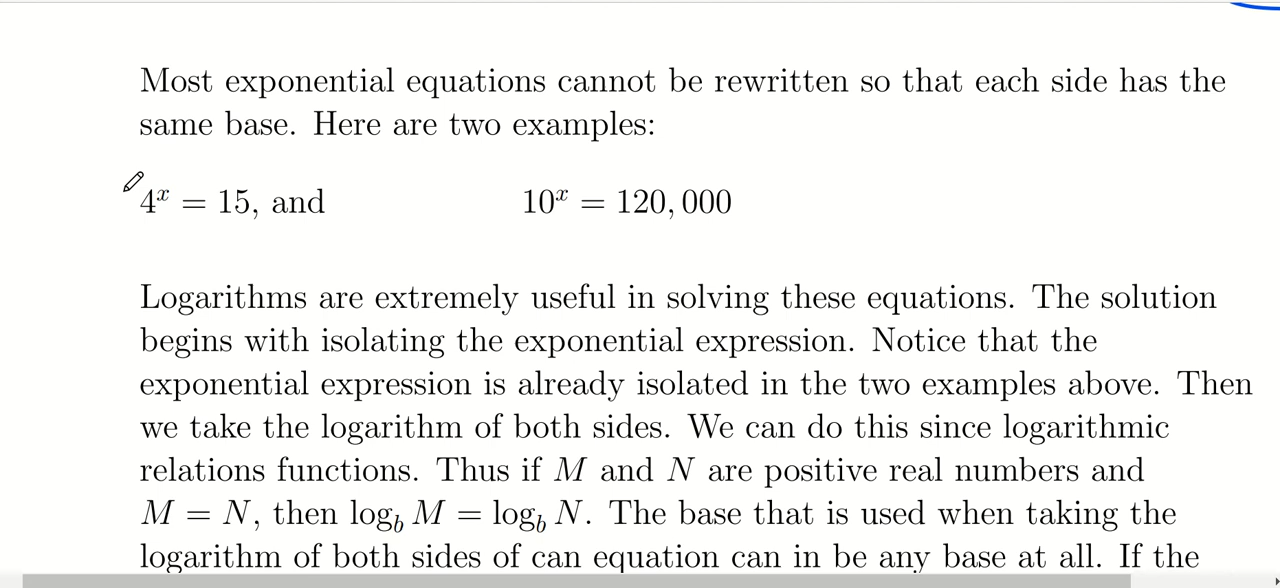 Most exponential equations cannot be rewritten so that each side has the
same base. Here are two examples:
4^x = 15, and 10^x = 120,000
Logarithms are extremely useful in solving these equations. The solution
begins with isolating the exponential expression. Notice that the
exponential expression is already isolated in the two examples above. Then
we take the logarithm of both sides. We can do this since logarithmic
relations functions. Thus if M and N are positive real numbers and
M = N, then log_b M = log_b N. The base that is used when taking the
logarithm of both sides of can equation can in be any base at all. If the